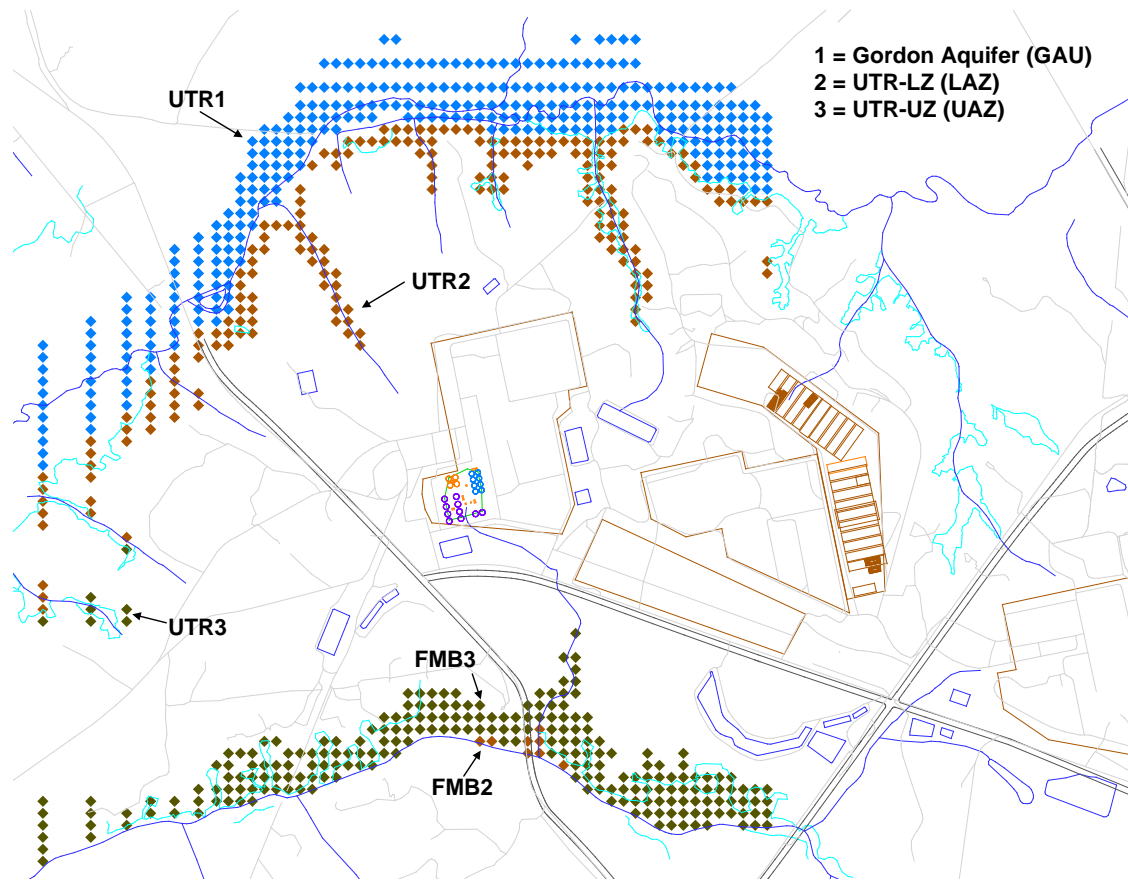 1 = Gordon Aquifer (GAU)
2 = UTR-LZ (LAZ)
3 = UTR-UZ (UAZ)
UTR1
UTR2
UTR3
FMB3
FMB2